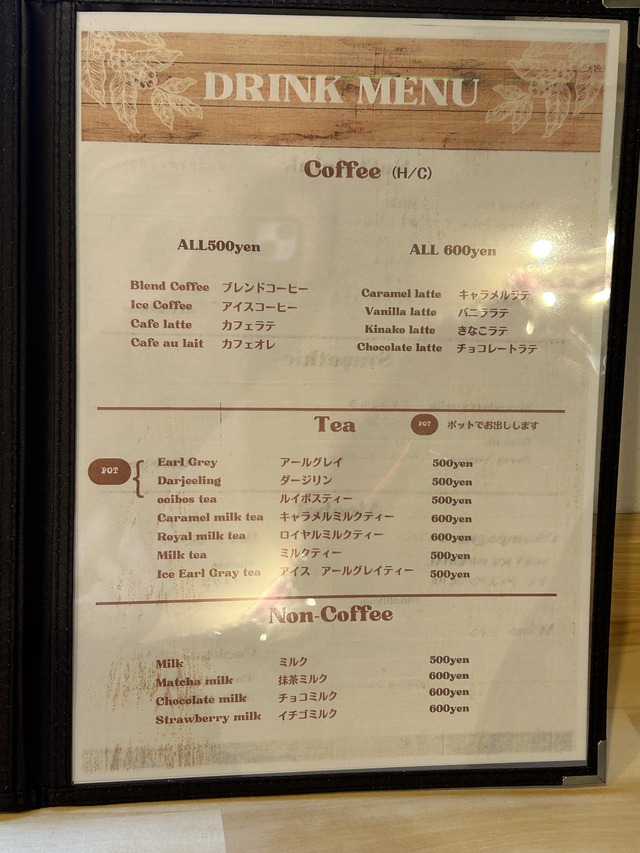 DRINK MENU
Coffee (H/C)
ALL500yen
Blend Coffee ブレンドコーヒー
Ice Coffee アイスコーヒー
Cafe latte カフェラテ
Cafe au lait カフェオレ
ALL 600yen
Caramel latte キャラメルラテ
Vanilla latte バニララテ
Kinako latte きなこラテ
Chocolate latte チョコレートラテ
Tea
POT ポットでお出しします
POT
Earl Grey アールグレイ 500yen
Darjeeling ダージリン 500yen
ooibos tea ルイボスティー 500yen
Caramel milk tea キャラメルミルクティー 600yen
Royal milk tea ロイヤルミルクティー 600yen
Milk tea ミルクティー 500yen
Ice Earl Gray tea アイス アールグレイティー 500yen
Non-Coffee
Milk ミルク 500yen
Matcha milk 抹茶ミルク 600yen
Chocolate milk チョコミルク 600yen
Strawberry milk イチゴミルク 600yen